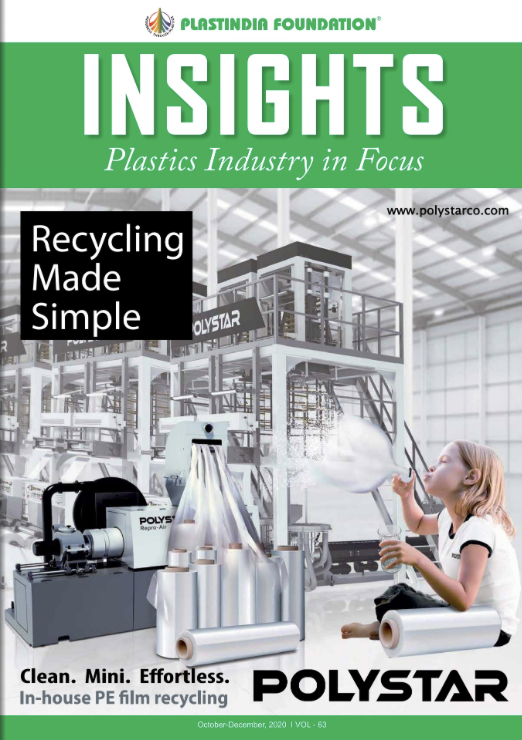 PLASTINDIA FOUNDATION®
INSIGHTS
Plastics Industry in Focus
www.polystarco.com
Recycling
Made
Simple
POLYSTAR
POLYST
Repro-Air
Clean. Mini. Effortless.
In-house PE film recycling
POLYSTAR
October-December, 2020 I VOL - 63